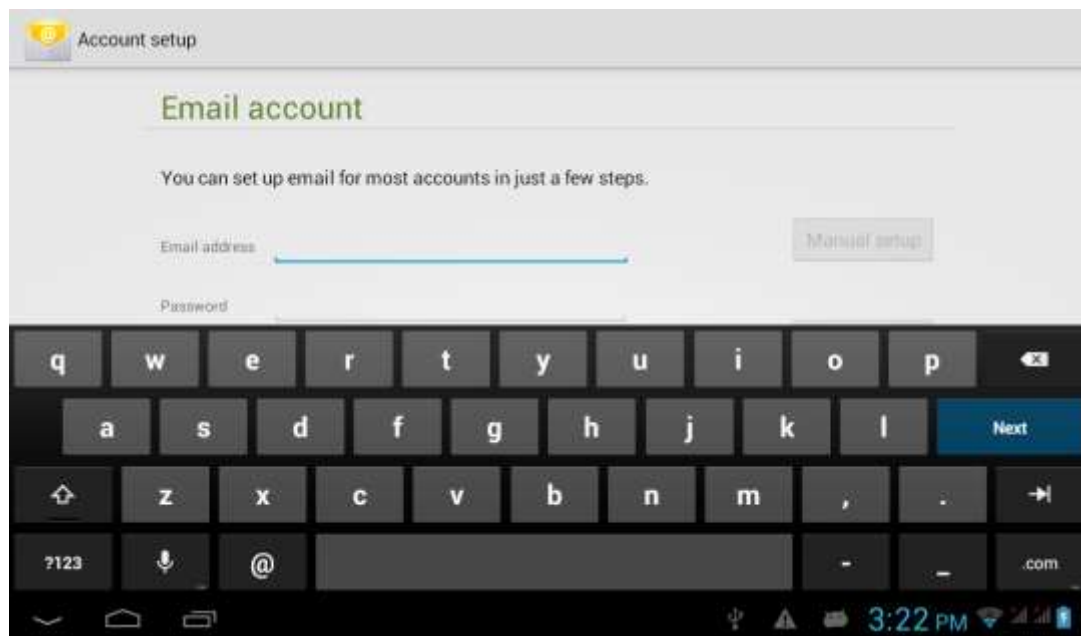 Account setup
Email account
You can set up email for most accounts in just a few steps.
Email address
Manual setup
Password
q w e r t y u i o p
a s d f g h j k l Next
z x c v b n m , .
?123 @ - _ .com
3:22 PM